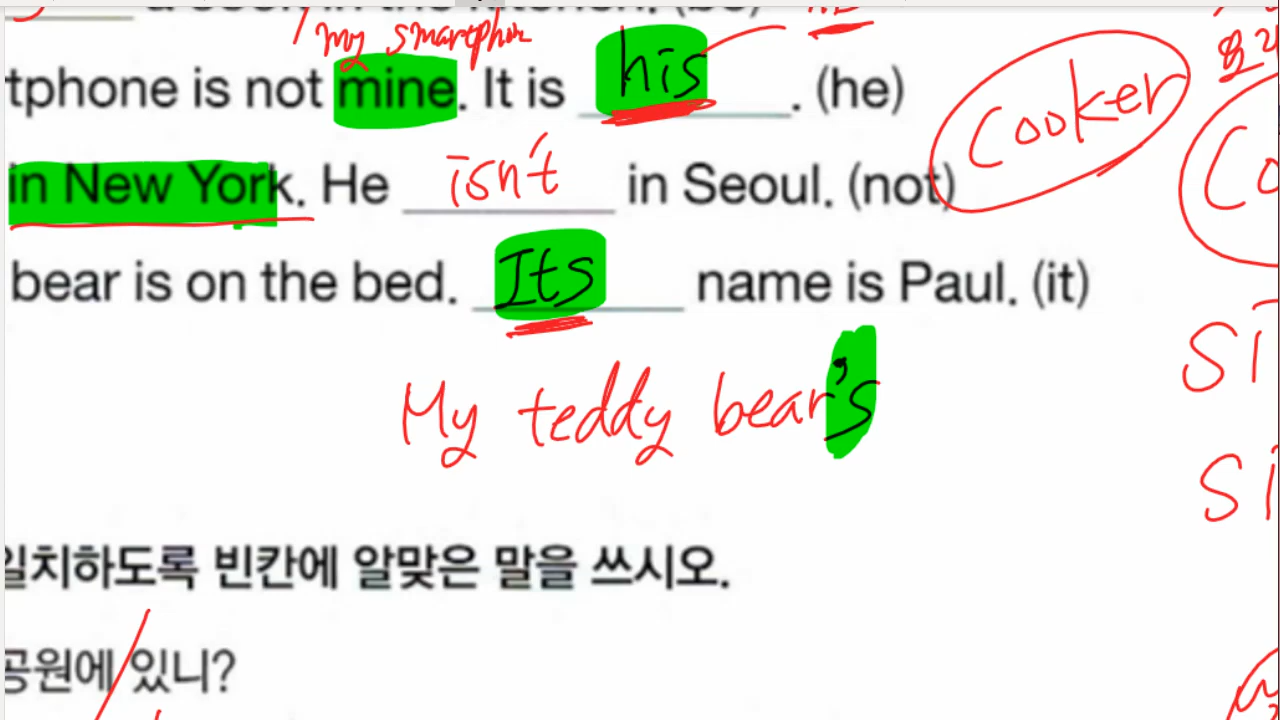 my smartphone
tphone is not mine. It is his. (he)
Cooker
in New York. He isn't in Seoul. (not)
bear is on the bed. Its name is Paul. (it)
My teddy bear's
일치하도록 빈칸에 알맞은 말을 쓰시오.
공원에/있니?